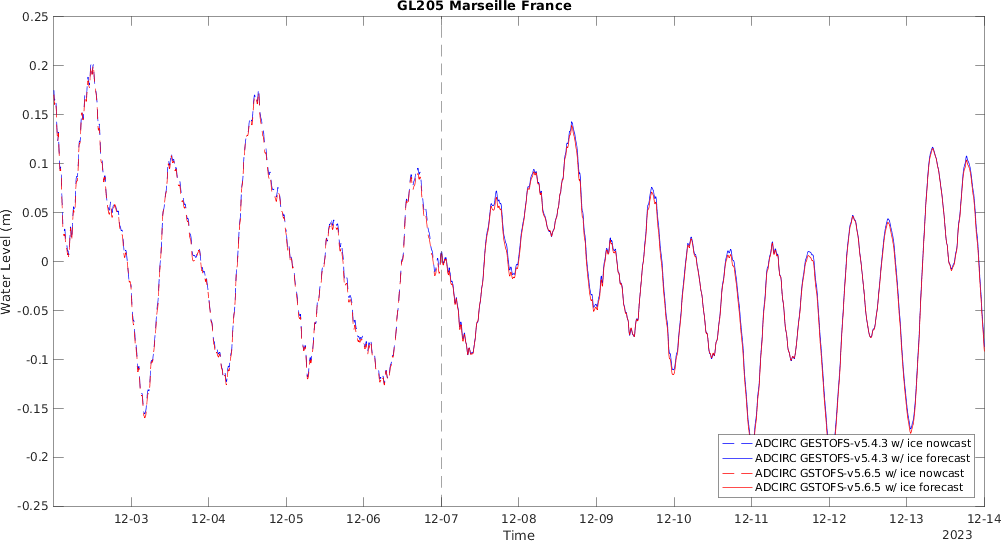 GL205 Marseille France
0.25
0.2
0.15
0.1
0.05
0
-0.05
-0.1
-0.15
-0.2
-0.25
Water Level (m)
ADCIRC GESTOFS-v5.4.3 w/ ice nowcast
ADCIRC GESTOFS-v5.4.3 w/ ice forecast
ADCIRC GSTOFS-v5.6.5 w/ ice nowcast
ADCIRC GSTOFS-v5.6.5 w/ ice forecast
12-03 12-04 12-05 12-06 12-07 12-08 12-09 12-10 12-11 12-12 12-13 12-14
Time
2023